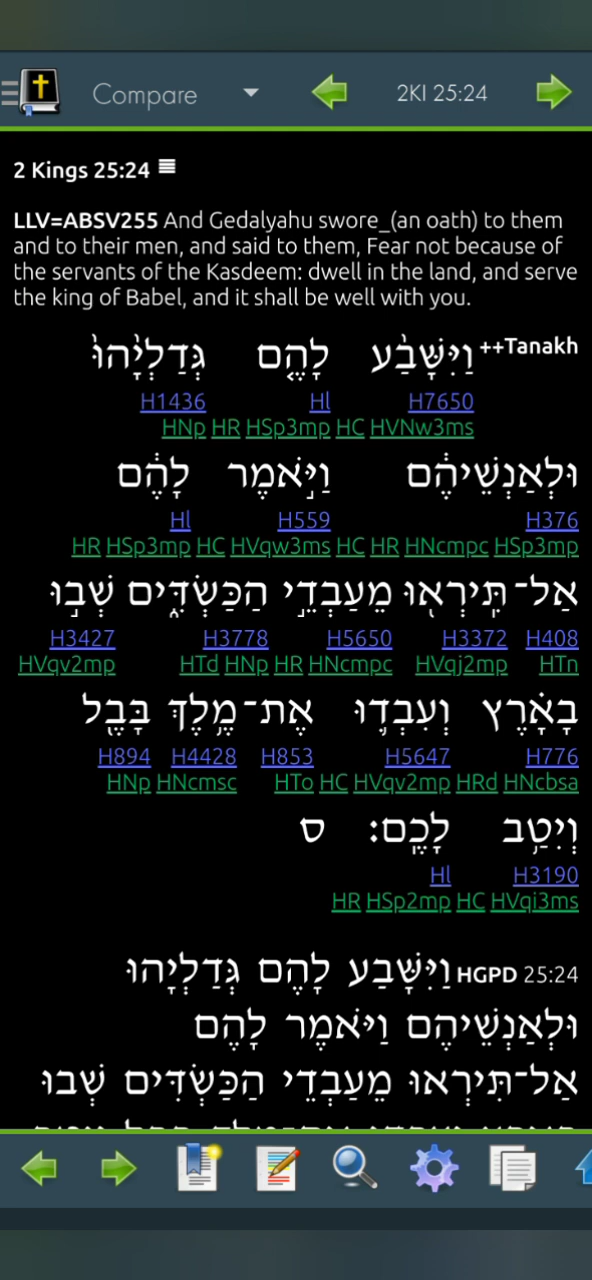 Compare
2KI 25:24
2 Kings 25:24
LLV=ABSV255 And Gedalyahu swore_(an oath) to them
and to their men, and said to them, Fear not because of
the servants of the Kasdeem: dwell in the land, and serve
the king of Babel, and it shall be well with you.
++Tanakh וַיִּשָּׁבַ֨ע לָהֶ֤ם גְּדַלְיָ֙הוּ֙
H7650 Hl H1436
HNp HR HSp3mp HC HVNw3ms
וּלְאַנְשֵׁיהֶ֔ם וַיֹּ֣אמֶר לָהֶ֔ם
H376 H559 Hl
HR HSp3mp HC HVqw3ms HC HR HNcmpc HSp3mp
אַל־תִּֽירְא֖וּ מֵעַבְדֵ֣י הַכַּשְׂדִּ֑ים שְׁב֣וּ
H408 H3372 H5650 H3778 H3427
HVqv2mp HTd HNp HR HNcmpc HVqj2mp HTn
בָאָ֗רֶץ וְעִבְד֛וּ אֶת־מֶ֥לֶךְ בָּבֶ֖ל
H776 H5647 H853 H4428 H894
HNp HNcmsc HTo HC HVqv2mp HRd HNcbsa
וְיִטַ֥ב לָכֶֽם׃ ס
H3190 Hl
HR HSp2mp HC HVqi3ms
HGPD 25:24 וַיִּשָּׁבַע לָהֶם גְּדַלְיָהוּ
וּלְאַנְשֵׁיהֶם וַיֹּאמֶר לָהֶם
אַל־תִּירְאוּ מֵעַבְדֵי הַכַּשְׂדִּים שְׁבוּ